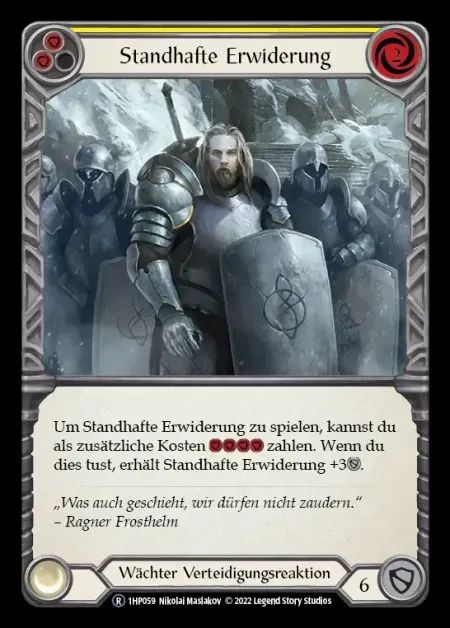 Standhafte Erwiderung
2
Um Standhafte Erwiderung zu spielen, kannst du
als zusätzliche Kosten zahlen. Wenn du
dies tust, erhält Standhafte Erwiderung +3.
„Was auch geschieht, wir dürfen nicht zaudern.“
– Ragner Frosthelm
Wächter Verteidigungsreaktion
6
R 1HP059 Nikolai Maslakov © 2022 Legend Story Studios